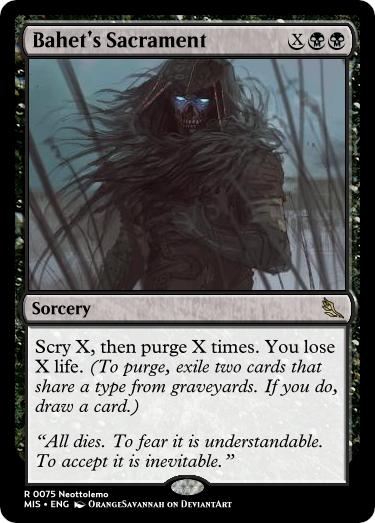 Bahet's Sacrament X
Sorcery
Scry X, then purge X times. You lose
X life. (To purge, exile two cards that
share a type from graveyards. If you do,
draw a card.)
“All dies. To fear it is understandable.
To accept it is inevitable.”
R 0075 Neottolemo
MIS • ENG OrangeSavannah on DeviantArt